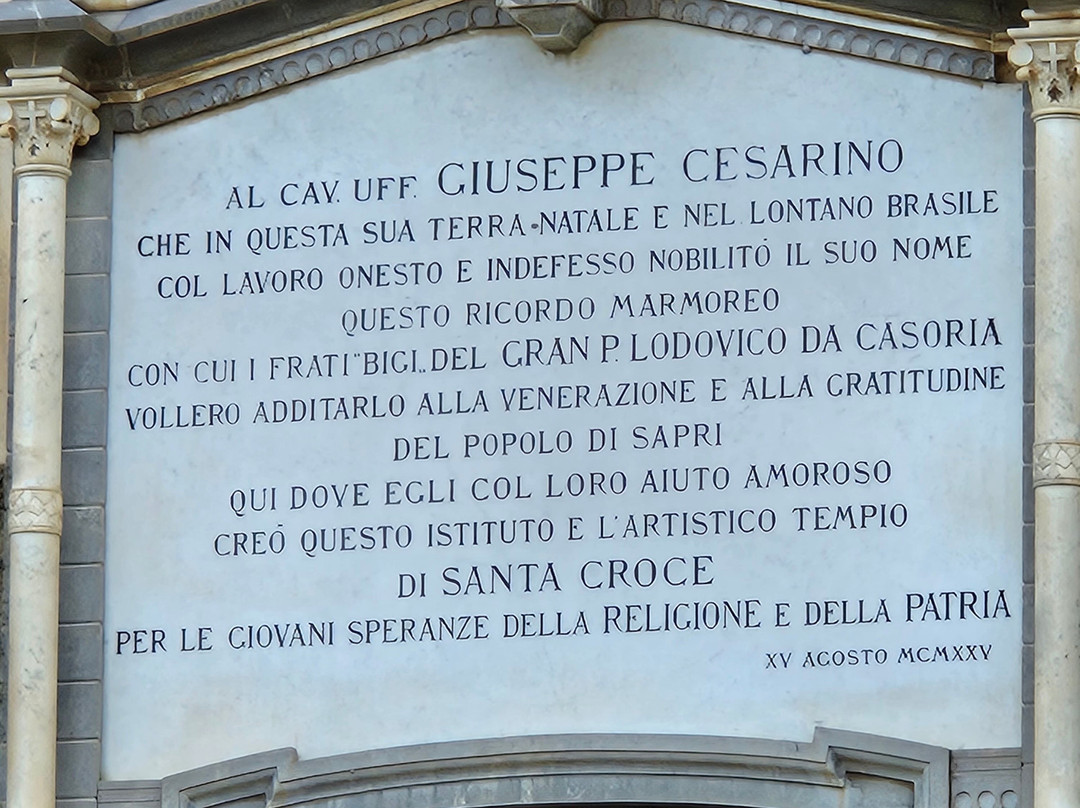 AL CAV. UFF. GIUSEPPE CESARINO
CHE IN QUESTA SUA TERRA-NATALE E NEL LONTANO BRASILE
COL LAVORO ONESTO E INDEFESSO NOBILITÓ IL SUO NOME
QUESTO RICORDO MARMOREO
CON CUI I FRATI "BIGI„ DEL GRAN P. LODOVICO DA CASORIA
VOLLERO ADDITARLO ALLA VENERAZIONE E ALLA GRATITUDINE
DEL POPOLO DI SAPRI
QUI DOVE EGLI COL LORO AIUTO AMOROSO
CREÓ QUESTO ISTITUTO E L'ARTISTICO TEMPIO
DI SANTA CROCE
PER LE GIOVANI SPERANZE DELLA RELIGIONE E DELLA PATRIA
XV AGOSTO MCMXXV